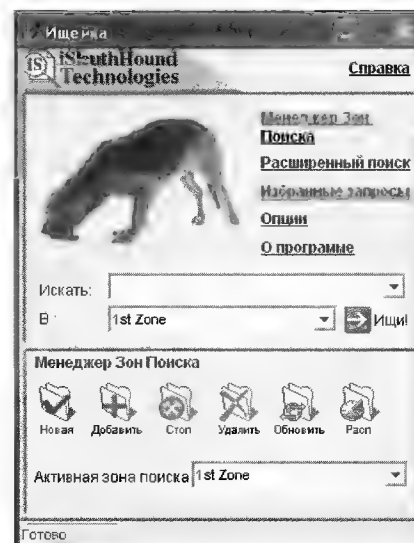 Ищейка
iSleuthHound
Technologies
Справка
Менеджер Зон
Поиска
Расширенный поиск
Избранные запросы
Опции
О програмые
Искать:
В :
1st Zone
Ищи!
Менеджер Зон Поиска
Новая
Добавить
Стоп
Удалить
Обновить
Расп
Активная зона поиска
1st Zone
Готово